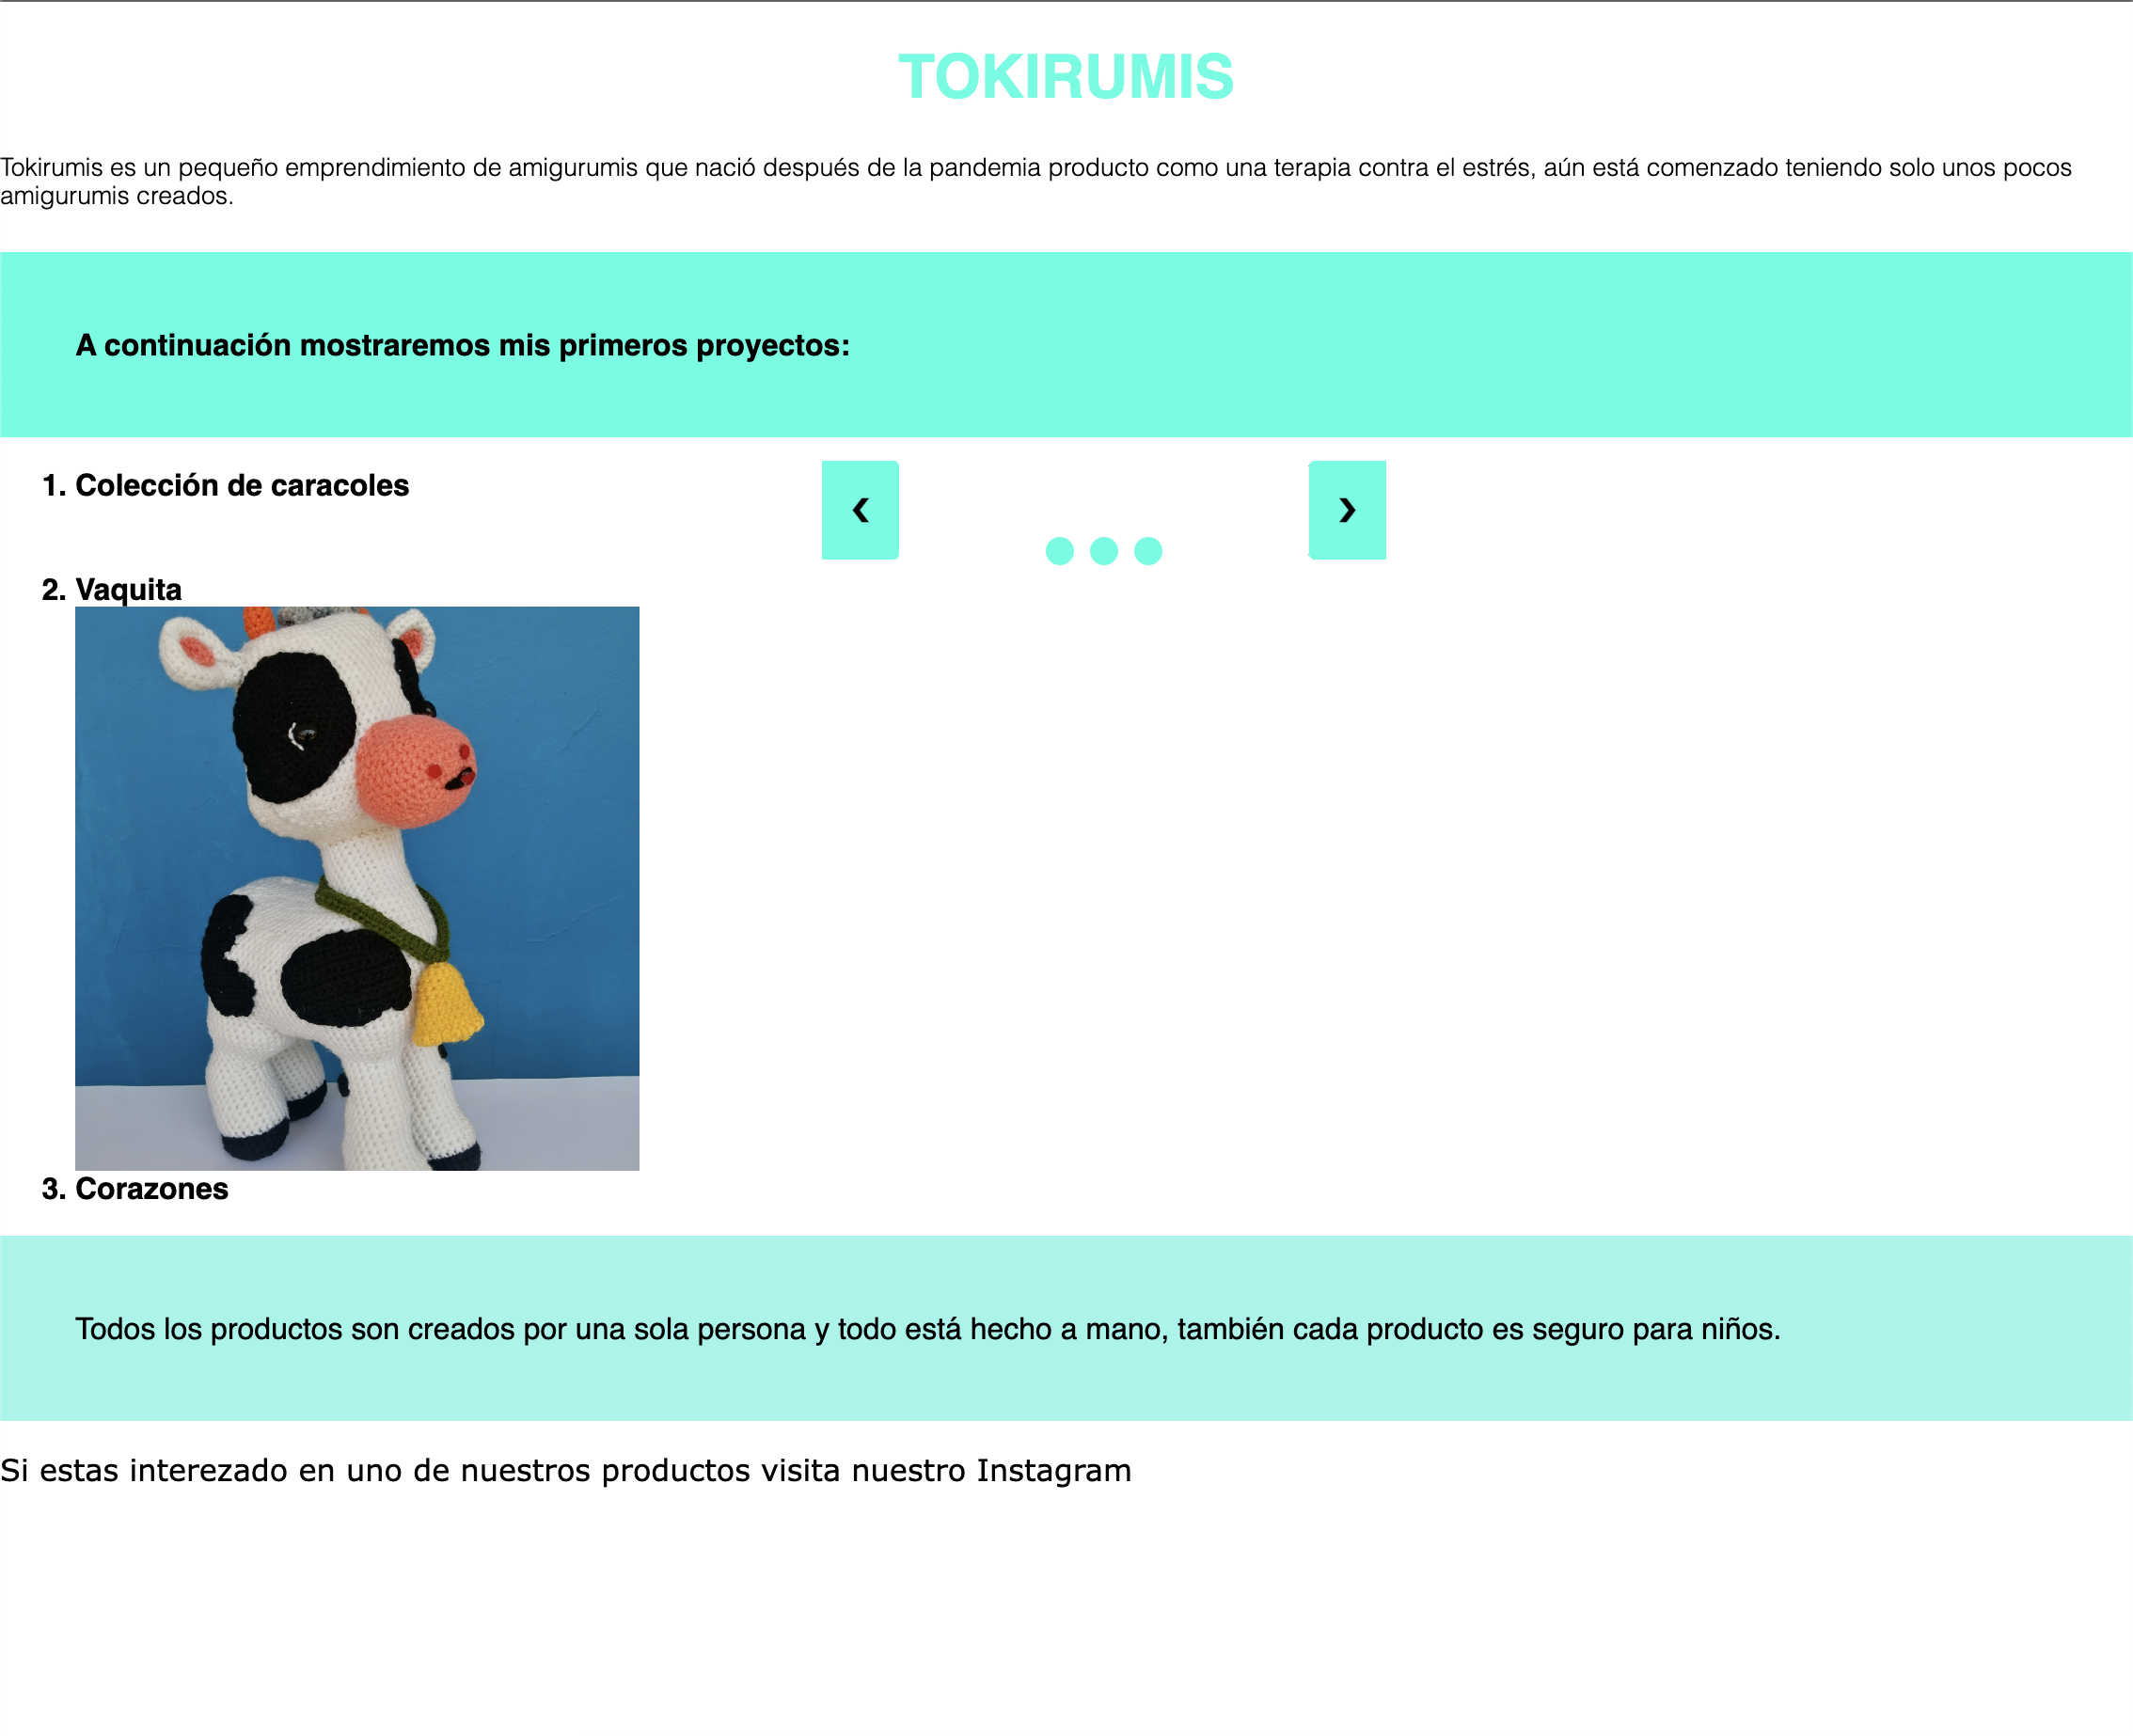 TOKIRUMIS
Tokirumis es un pequeño emprendimiento de amigurumis que nació después de la pandemia producto como una terapia contra el estrés, aún está comenzado teniendo solo unos pocos
amigurumis creados.
A continuación mostraremos mis primeros proyectos:
1. Colección de caracoles
❮ ❯
2. Vaquita
3. Corazones
Todos los productos son creados por una sola persona y todo está hecho a mano, también cada producto es seguro para niños.
Si estas interezado en uno de nuestros productos visita nuestro Instagram